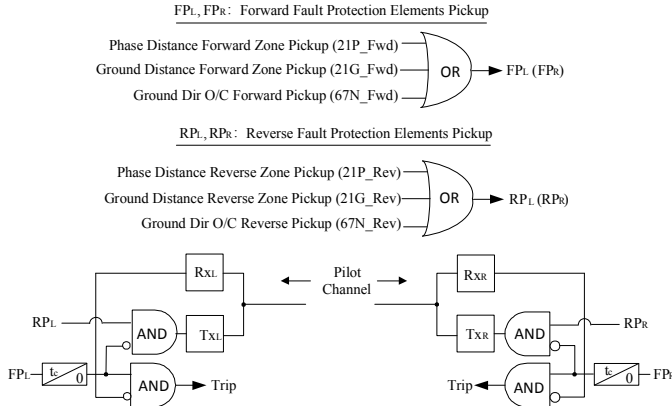 FPL, FPR: Forward Fault Protection Elements Pickup
Phase Distance Forward Zone Pickup (21P_Fwd)
Ground Distance Forward Zone Pickup (21G_Fwd)
Ground Dir O/C Forward Pickup (67N_Fwd)
OR
FPL (FPR)
RPL, RPR: Reverse Fault Protection Elements Pickup
Phase Distance Reverse Zone Pickup (21P_Rev)
Ground Distance Reverse Zone Pickup (21G_Rev)
Ground Dir O/C Reverse Pickup (67N_Rev)
OR
RPL (RPR)
RXL
Pilot
Channel
RXR
RPL
AND
TXL
TXR
AND
RPR
FPL
tc
0
AND
Trip
Trip
AND
tc
0
FPR